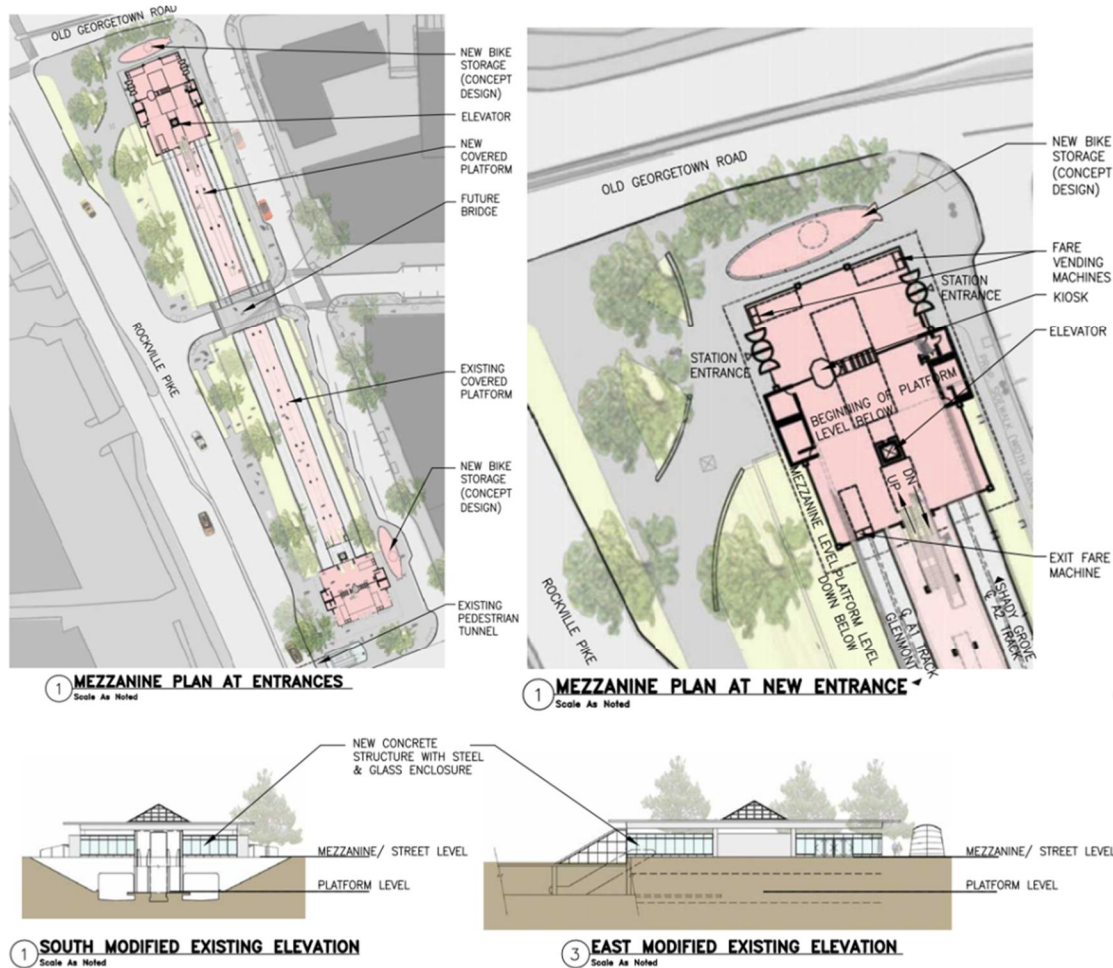 OLD GEORGETOWN ROAD
NEW BIKE
STORAGE
(CONCEPT
DESIGN)
ELEVATOR
NEW
COVERED
PLATFORM
FUTURE
BRIDGE
ROCKVILLE PIKE
EXISTING
COVERED
PLATFORM
NEW BIKE
STORAGE
(CONCEPT
DESIGN)
EXISTING
PEDESTRIAN
TUNNEL
1 MEZZANINE PLAN AT ENTRANCES
Scale As Noted
OLD GEORGETOWN ROAD
NEW BIKE
STORAGE
(CONCEPT
DESIGN)
FARE
VENDING
MACHINES
STATION
ENTRANCE
KIOSK
ELEVATOR
STATION
ENTRANCE
BEGINNING OF PLATFORM
LEVEL (BELOW)
UP
DN
MEZZANINE LEVEL
PLATFORM LEVEL
DOWN BELOW
EXIT FARE
MACHINE
ROCKVILLE PIKE
A1 TRACK
GLENMONT
SHADY GROVE
A2 TRACK
1 MEZZANINE PLAN AT NEW ENTRANCE
Scale As Noted
NEW CONCRETE
STRUCTURE WITH STEEL
& GLASS ENCLOSURE
MEZZANINE/ STREET LEVEL
PLATFORM LEVEL
1 SOUTH MODIFIED EXISTING ELEVATION
Scale As Noted
MEZZANINE/ STREET LEVEL
PLATFORM LEVEL
3 EAST MODIFIED EXISTING ELEVATION
Scale As Noted